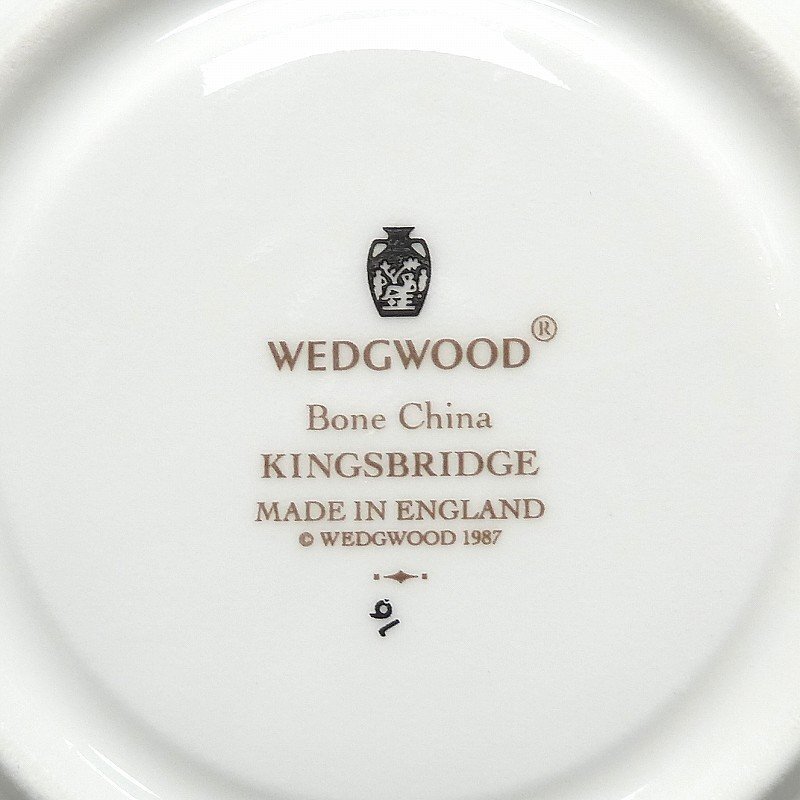 WEDGWOOD®
Bone China
KINGSBRIDGE
MADE IN ENGLAND
© WEDGWOOD 1987